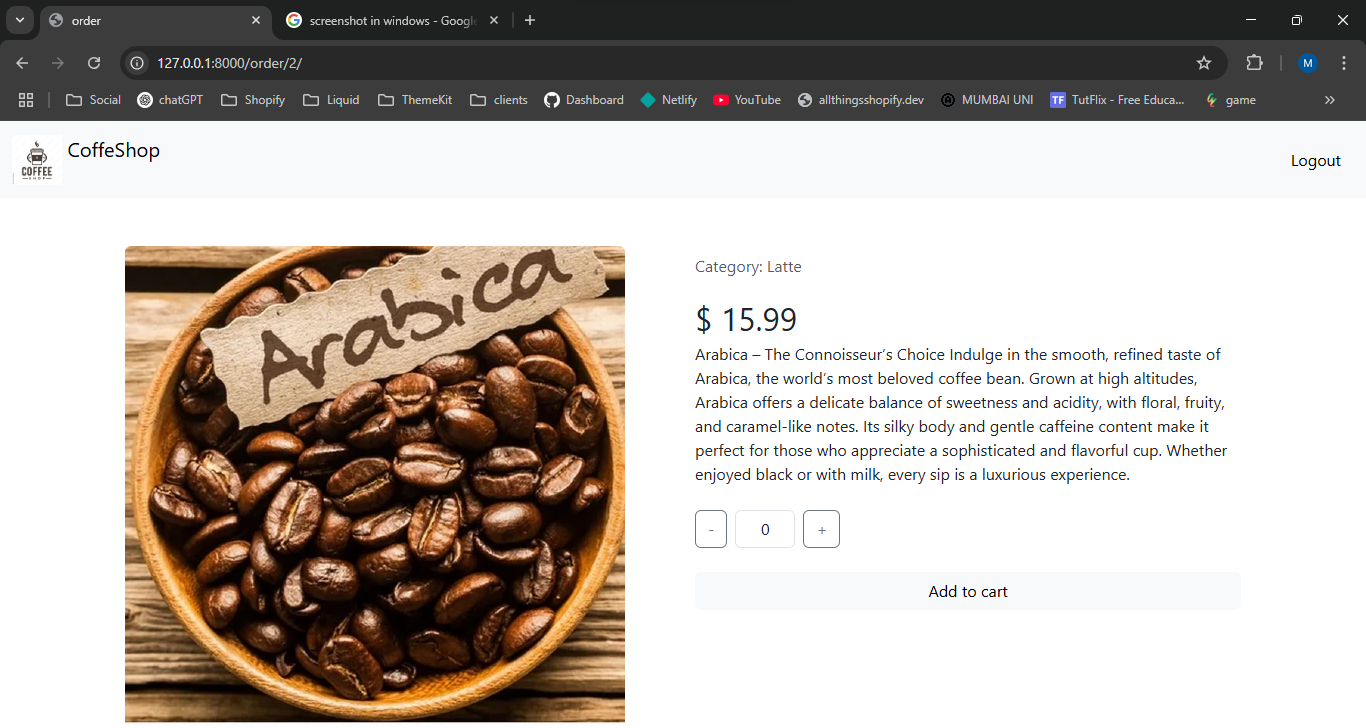 order
screenshot in windows - Googl
127.0.0.1:8000/order/2/
M
Social
chatGPT
Shopify
Liquid
ThemeKit
clients
Dashboard
Netlify
YouTube
allthingsshopify.dev
MUMBAI UNI
TF
TutFlix - Free Educa...
game
COFFEE
SHOP
CoffeShop
Logout
Arabica
Category: Latte
$ 15.99
Arabica – The Connoisseur's Choice Indulge in the smooth, refined taste of
Arabica, the world's most beloved coffee bean. Grown at high altitudes,
Arabica offers a delicate balance of sweetness and acidity, with floral, fruity,
and caramel-like notes. Its silky body and gentle caffeine content make it
perfect for those who appreciate a sophisticated and flavorful cup. Whether
enjoyed black or with milk, every sip is a luxurious experience.
- 0 +
Add to cart